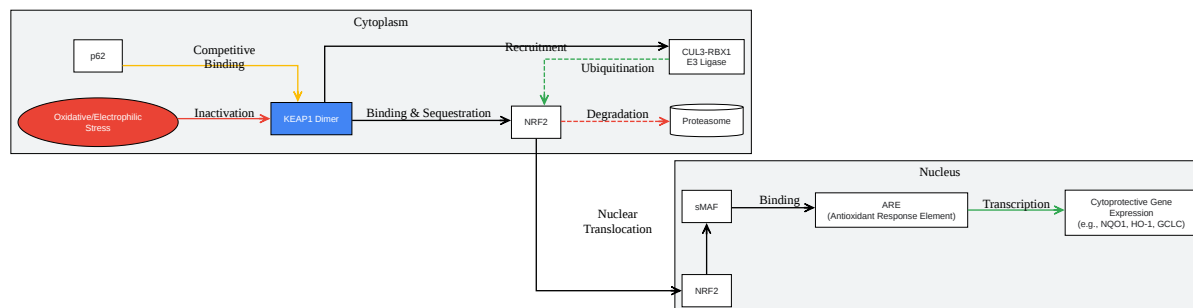 Cytoplasm
p62
Competitive
Binding
Recruitment
CUL3-RBX1
E3 Ligase
Ubiquitination
Oxidative/Electrophilic
Stress
Inactivation
KEAP1 Dimer
Binding & Sequestration
NRF2
Degradation
Proteasome
Nuclear
Translocation
Nucleus
sMAF
Binding
ARE
(Antioxidant Response Element)
Transcription
Cytoprotective Gene
Expression
(e.g., NQO1, HO-1, GCLC)
NRF2